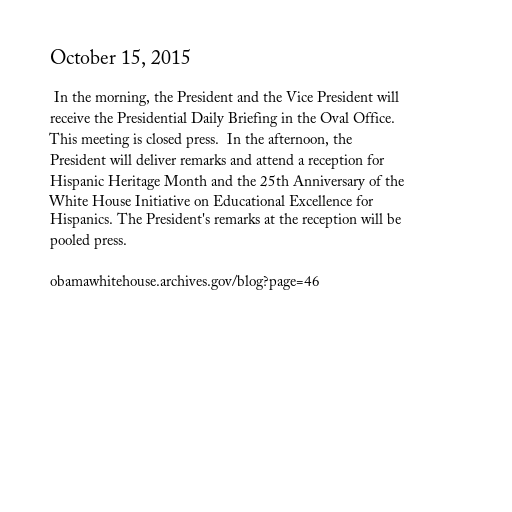 October 15, 2015
In the morning, the President and the Vice President will
receive the Presidential Daily Briefing in the Oval Office.
This meeting is closed press.  In the afternoon, the
President will deliver remarks and attend a reception for
Hispanic Heritage Month and the 25th Anniversary of the
White House Initiative on Educational Excellence for
Hispanics. The President's remarks at the reception will be
pooled press.
obamawhitehouse.archives.gov/blog?page=46